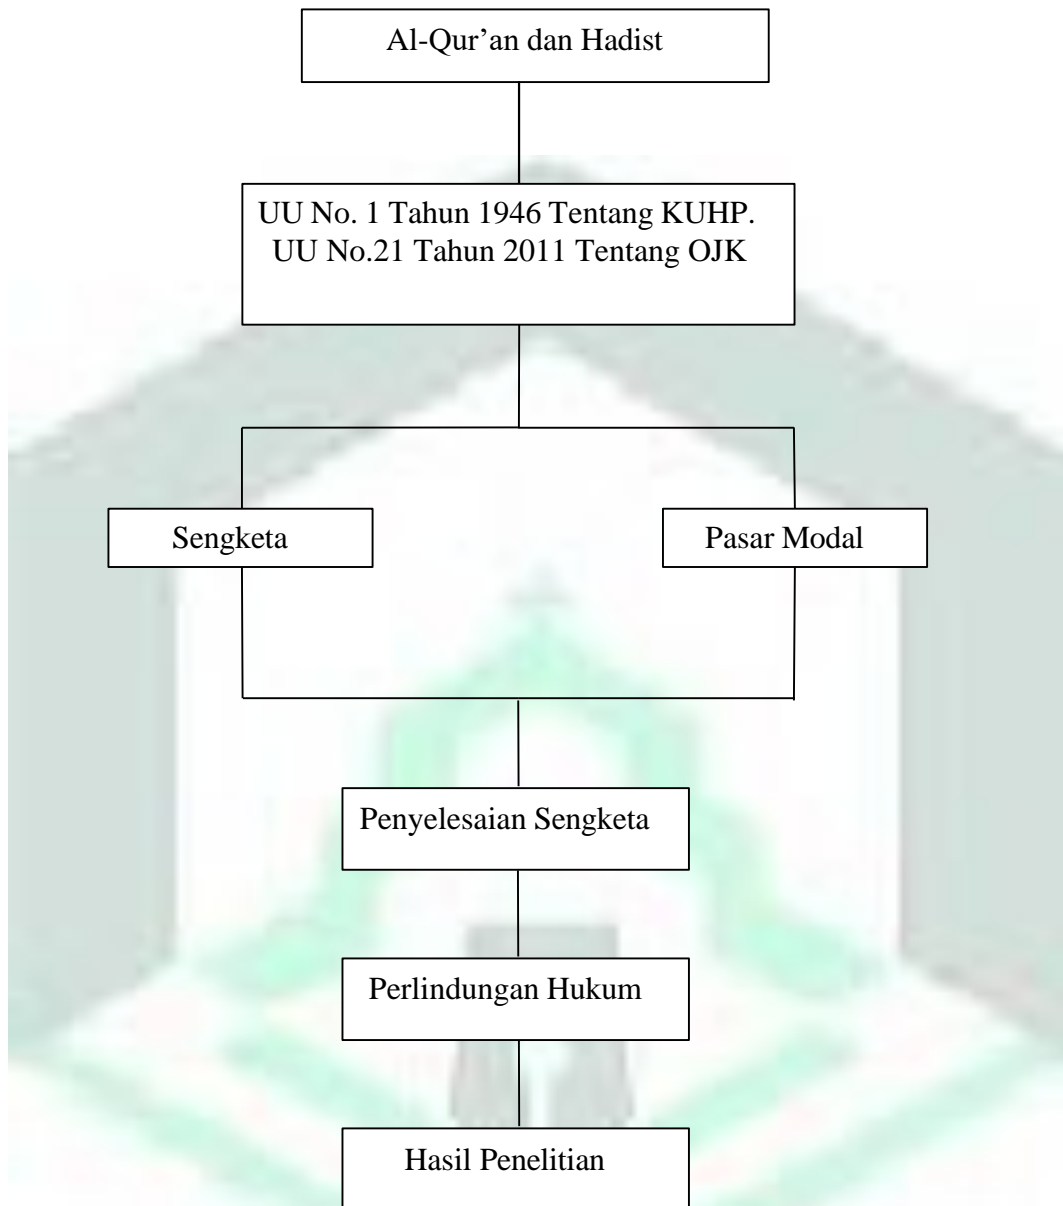 Al-Qur’an dan Hadist
UU No. 1 Tahun 1946 Tentang KUHP.
UU No.21 Tahun 2011 Tentang OJK
Sengketa
Pasar Modal
Penyelesaian Sengketa
Perlindungan Hukum
Hasil Penelitian